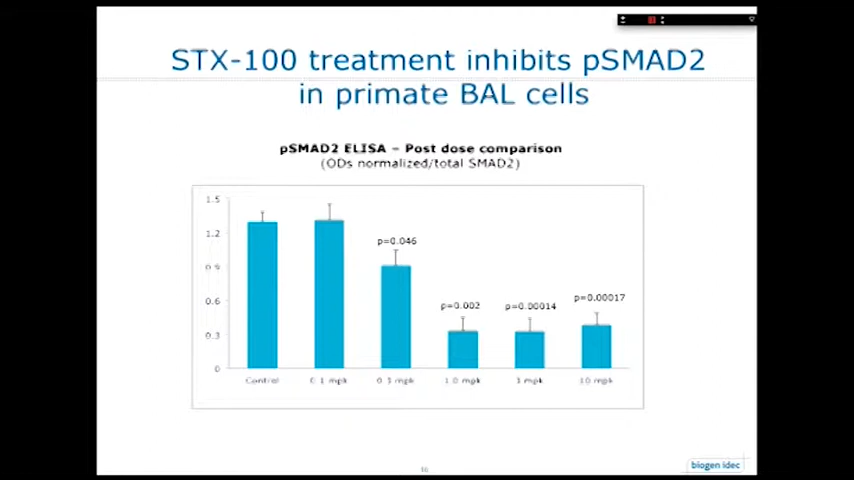 STX-100 treatment inhibits pSMAD2
in primate BAL cells
pSMAD2 ELISA – Post dose comparison
(ODs normalized/total SMAD2)
1.5
1.2
0.9
0.6
0.3
0
p=0.046
p=0.002
p=0.00014
p=0.00017
Control
0.1 mpk
0.3 mpk
1.0 mpk
3 mpk
10 mpk
16
biogen idec